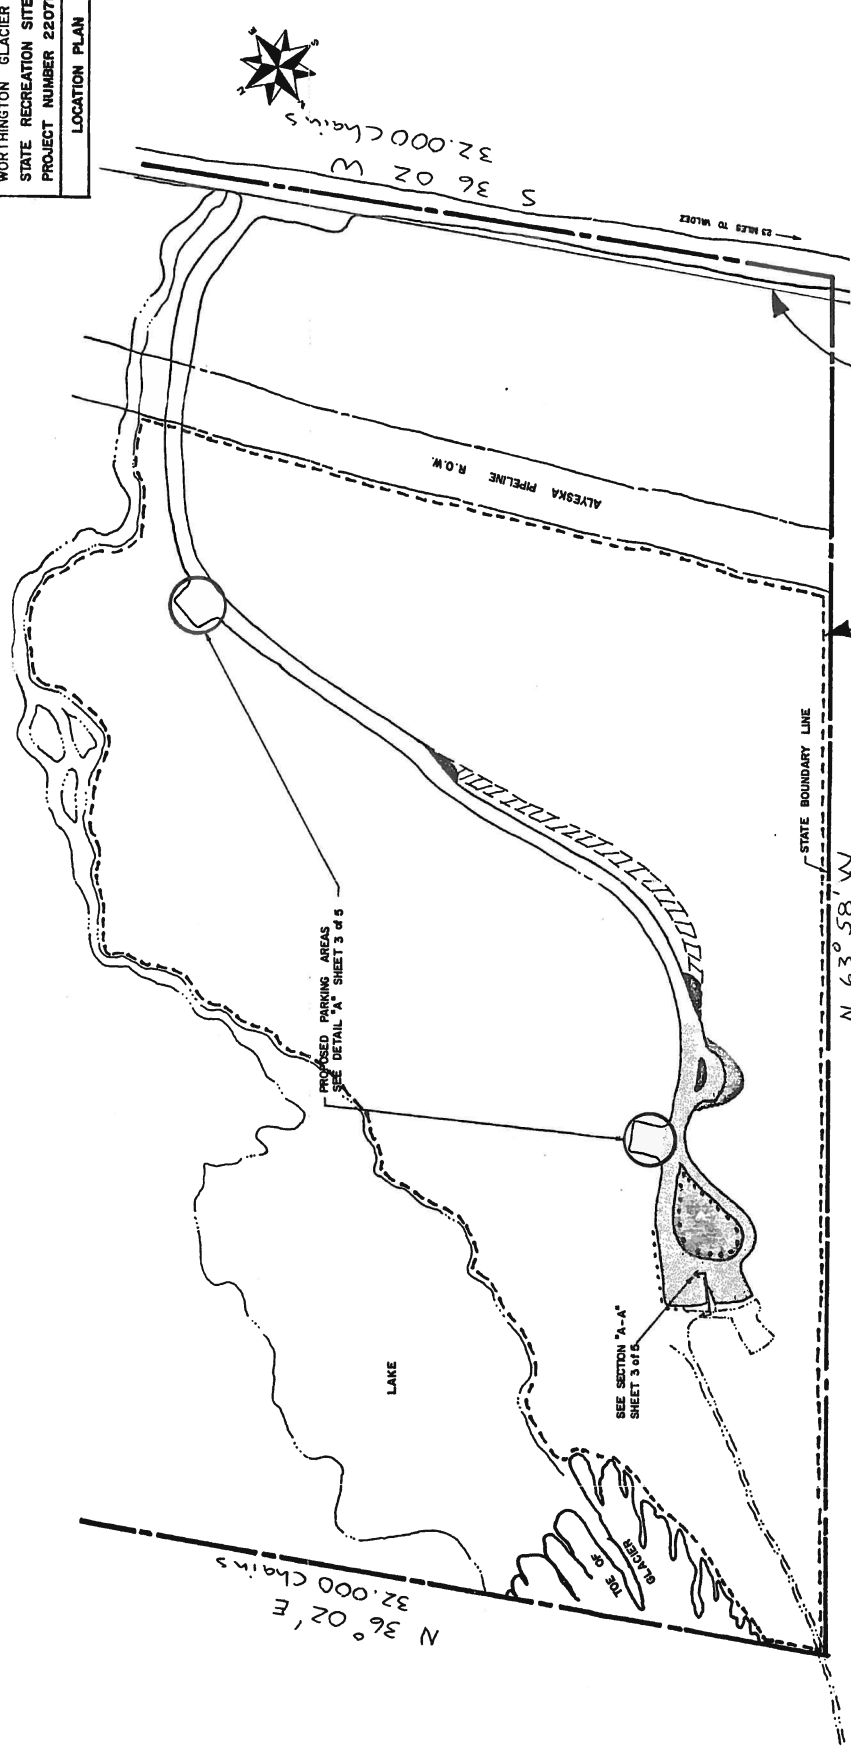 WORTHINGTON GLACIER
STATE RECREATION SITE
PROJECT NUMBER 2207
LOCATION PLAN
N
E
S
32.000 Chains
S 36 02 W
23 MILES TO VALDEZ
ALYESKA PIPELINE R.O.W.
STATE BOUNDARY LINE
N 63° 58' W
PROPOSED PARKING AREAS
SEE DETAIL "A" SHEET 3 of 5
SEE SECTION "A-A"
SHEET 3 of 5
LAKE
TOE OF
GLACIER
N 36° 02' E
32.000 Chains